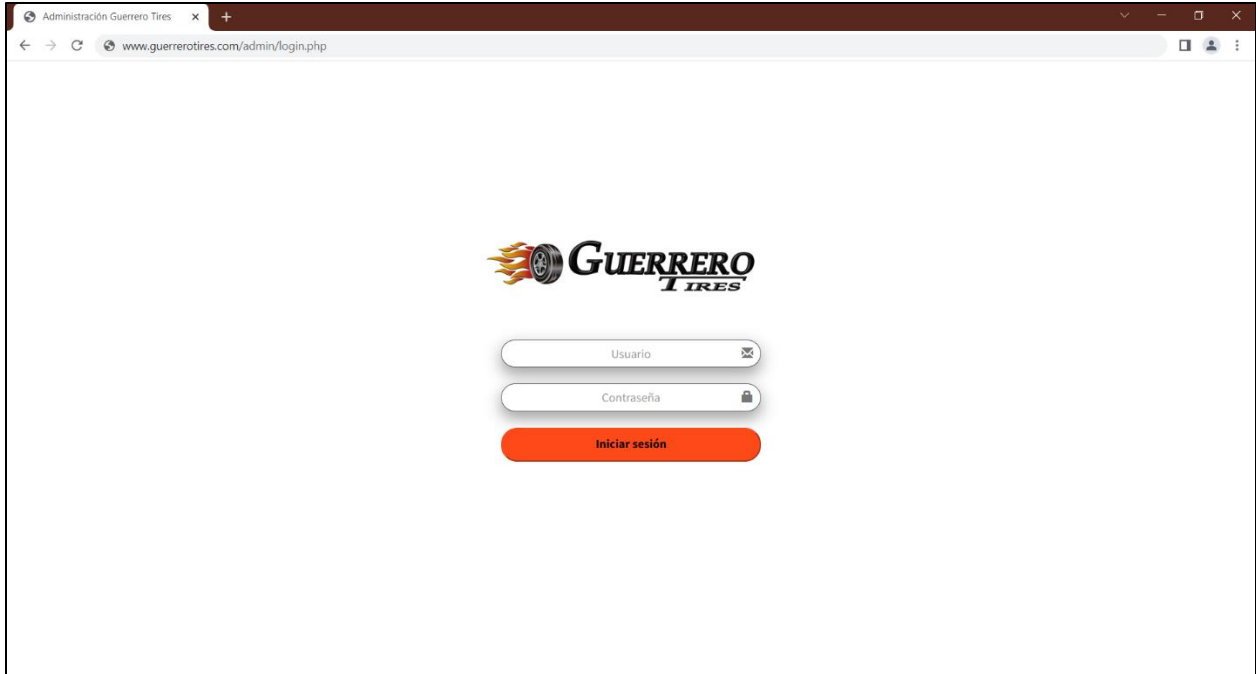 Administración Guerrero Tires
www.guerrerotires.com/admin/login.php
GUERRERO
TIRES
Usuario
Contraseña
Iniciar sesión